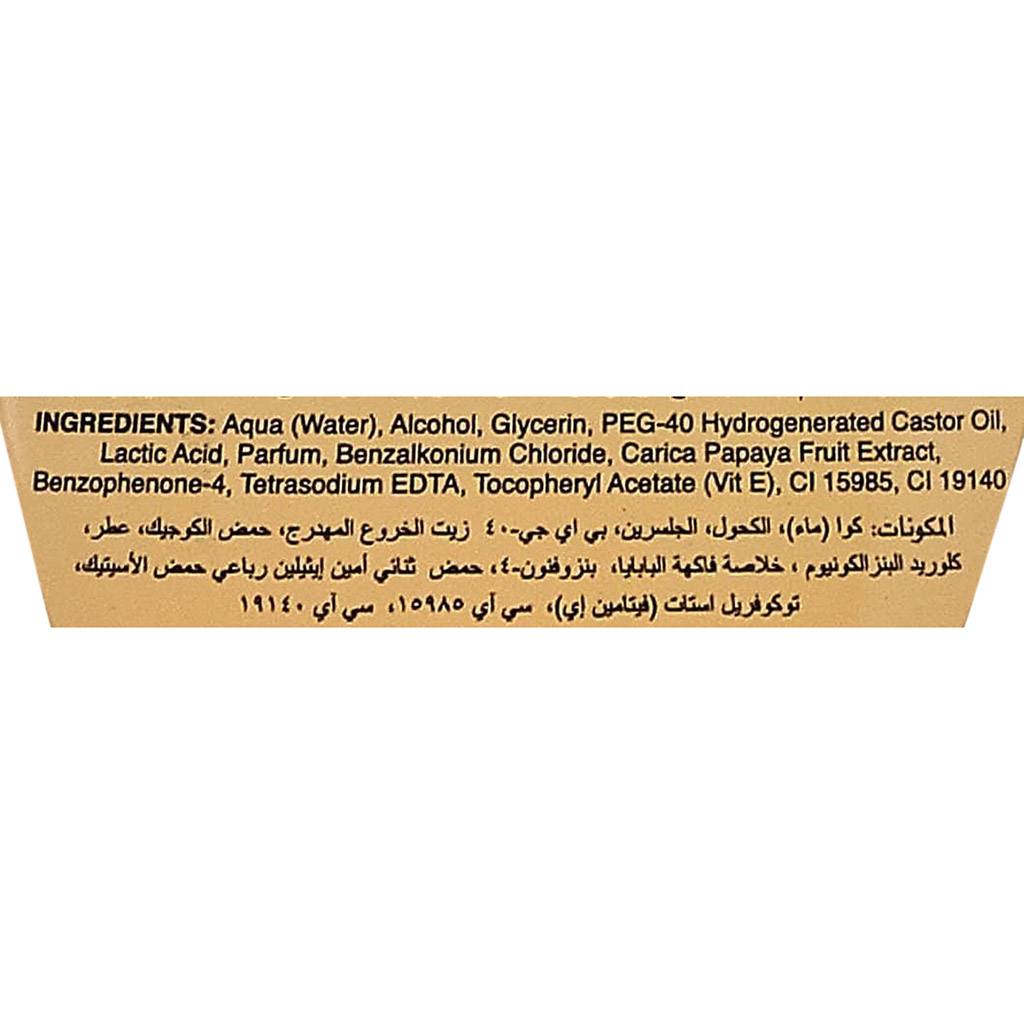 INGREDIENTS: Aqua (Water), Alcohol, Glycerin, PEG-40 Hydrogenerated Castor Oil,
Lactic Acid, Parfum, Benzalkonium Chloride, Carica Papaya Fruit Extract,
Benzophenone-4, Tetrasodium EDTA, Tocopheryl Acetate (Vit E), CI 15985, CI 19140
المكونات: كوا (ماء)، الكحول، الجلسرين، بي اي جي-٤٠ زيت الخروع المهدرج، حمض الكوجيك، عطر،
كلوريد البنزالكونيوم ، خلاصة فاكهة البابايا، بنزوفنون-٤، حمض ثنائي أمين إيثيلين رباعي حمض الأسيتيك،
توكوفريل استات (فيتامين إي)، سي آي ١٥٩٨٥، سي آي ١٩١٤٠